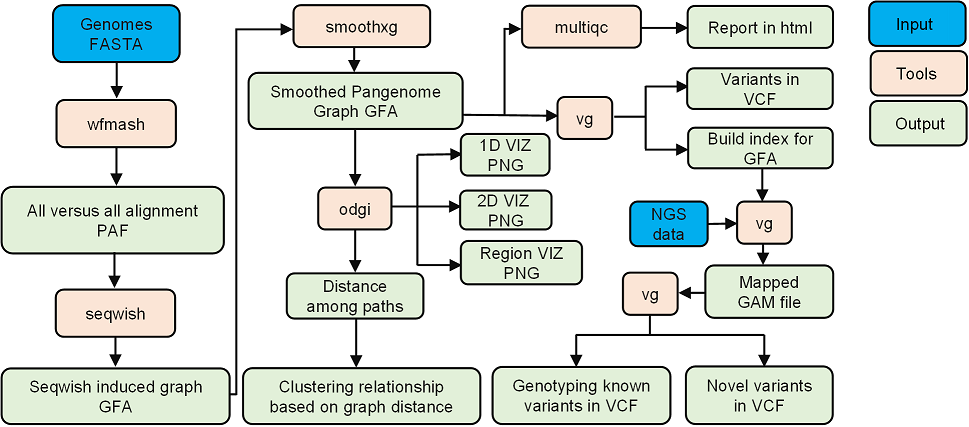 Genomes
FASTA
wfmash
All versus all alignment
PAF
seqwish
Seqwish induced graph
GFA
smoothxg
Smoothed Pangenome
Graph GFA
odgi
Distance
among paths
Clustering relationship
based on graph distance
1D VIZ
PNG
2D VIZ
PNG
Region VIZ
PNG
multiqc
Report in html
vg
Variants in
VCF
Build index for
GFA
NGS
data
vg
Mapped
GAM file
vg
Genotyping known
variants in VCF
Novel variants
in VCF
Input
Tools
Output